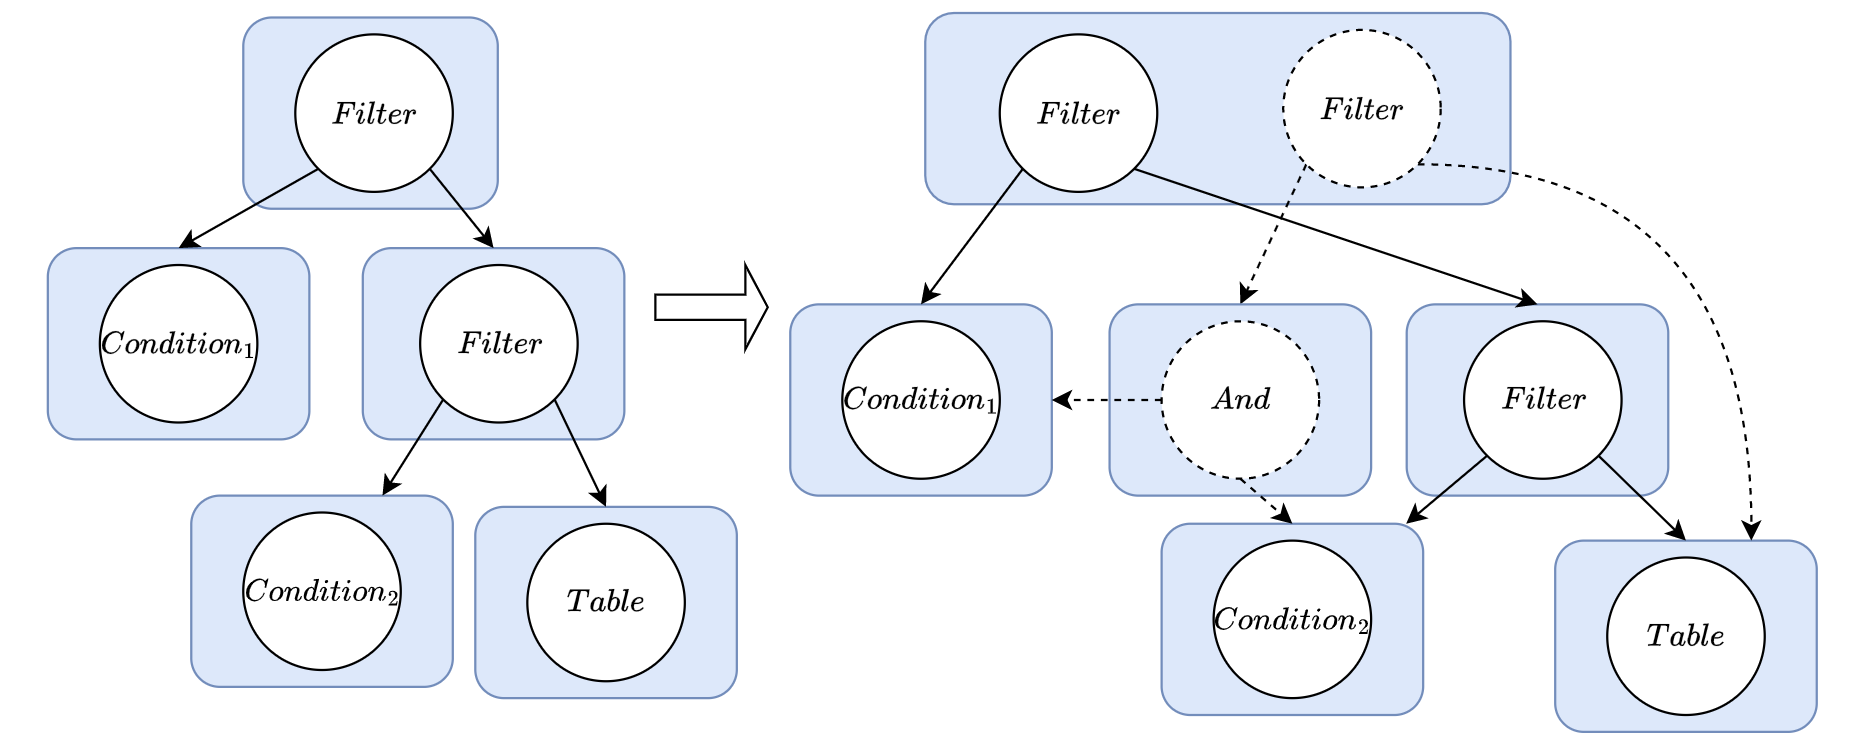 Filter
Condition₁
Filter
Condition₂
Table
Filter
Filter
Condition₁
And
Filter
Condition₂
Table